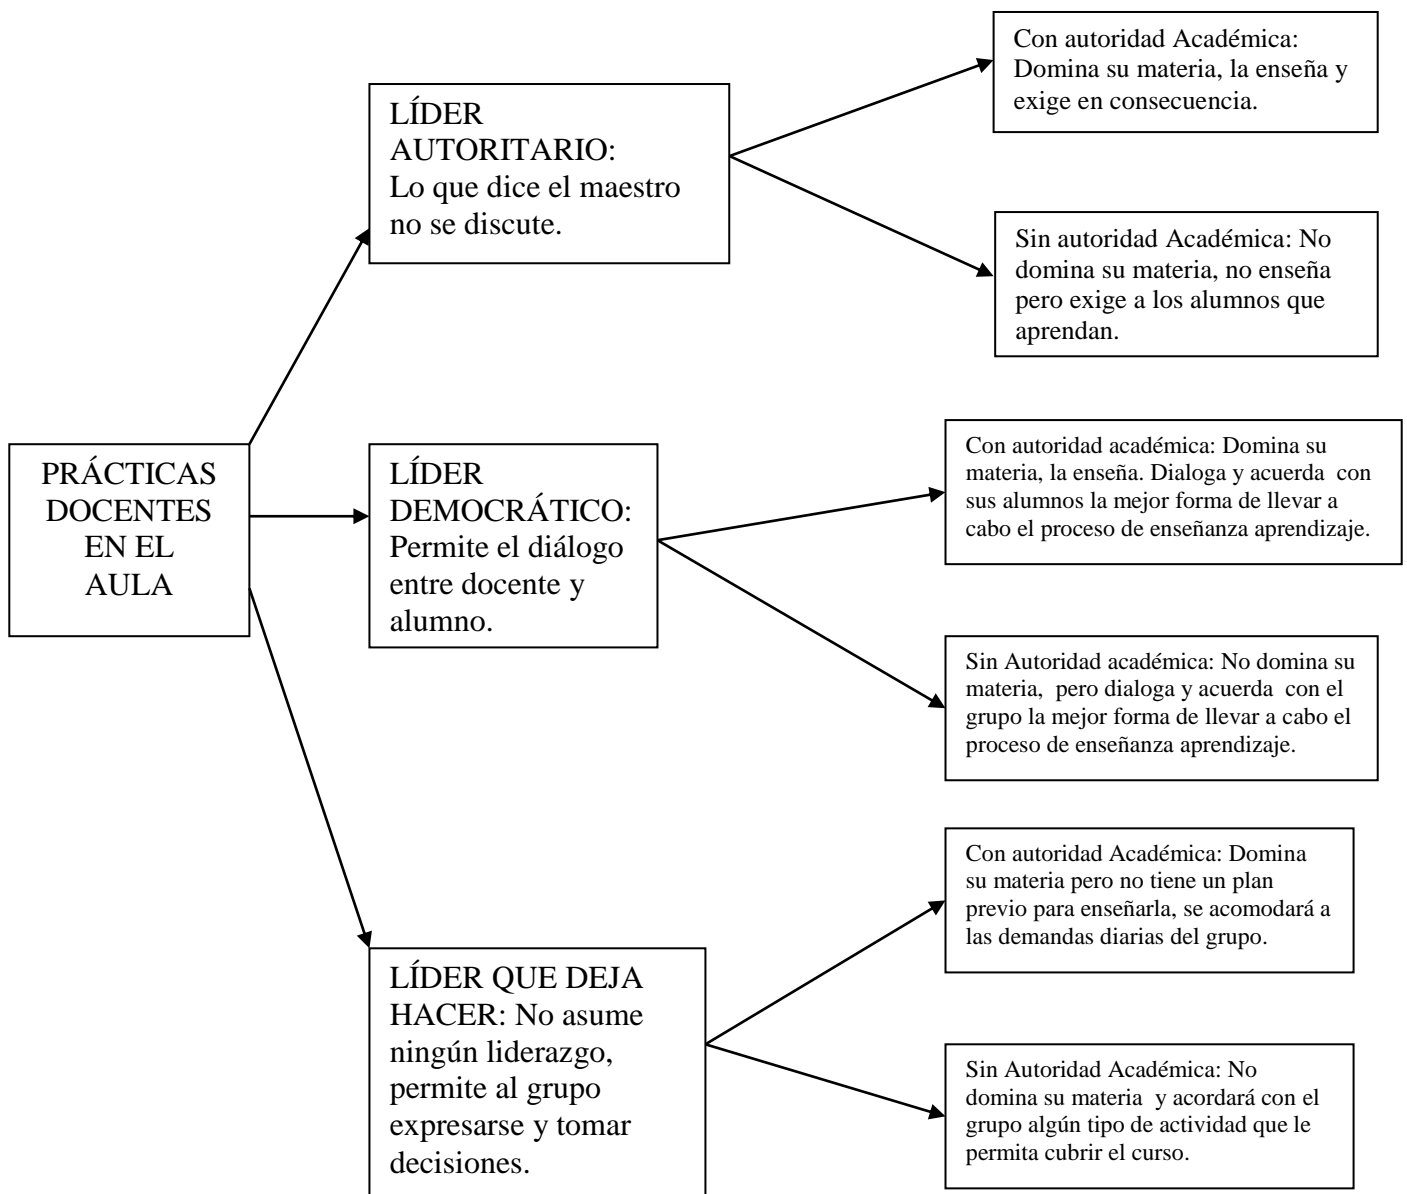 PRÁCTICAS
DOCENTES
EN EL
AULA
LÍDER
AUTORITARIO:
Lo que dice el maestro
no se discute.
Con autoridad Académica:
Domina su materia, la enseña y
exige en consecuencia.
Sin autoridad Académica: No
domina su materia, no enseña
pero exige a los alumnos que
aprendan.
LÍDER
DEMOCRÁTICO:
Permite el diálogo
entre docente y
alumno.
Con autoridad académica: Domina su
materia, la enseña. Dialoga y acuerda  con
sus alumnos la mejor forma de llevar a
cabo el proceso de enseñanza aprendizaje.
Sin Autoridad académica: No domina su
materia,  pero dialoga y acuerda  con el
grupo la mejor forma de llevar a cabo el
proceso de enseñanza aprendizaje.
LÍDER QUE DEJA
HACER: No asume
ningún liderazgo,
permite al grupo
expresarse y tomar
decisiones.
Con autoridad Académica: Domina
su materia pero no tiene un plan
previo para enseñarla, se acomodará a
las demandas diarias del grupo.
Sin Autoridad Académica: No
domina su materia  y acordará con el
grupo algún tipo de actividad que le
permita cubrir el curso.